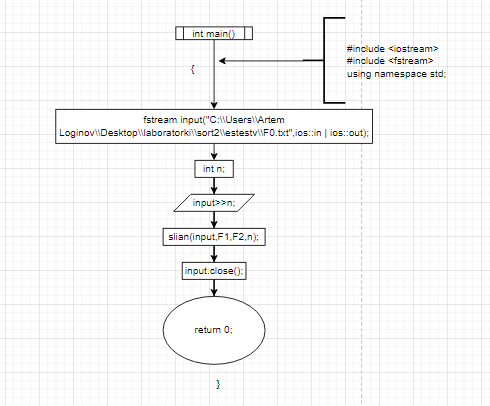 int main()
#include <iostream>
#include <fstream>
using namespace std;
{
fstream input("C:\\Users\\Artem
Loginov\\Desktop\\laboratorki\\sort2\\estestv\\F0.txt",ios::in | ios::out);
int n;
input>>n;
slian(input,F1,F2,n);
input.close();
return 0;
}